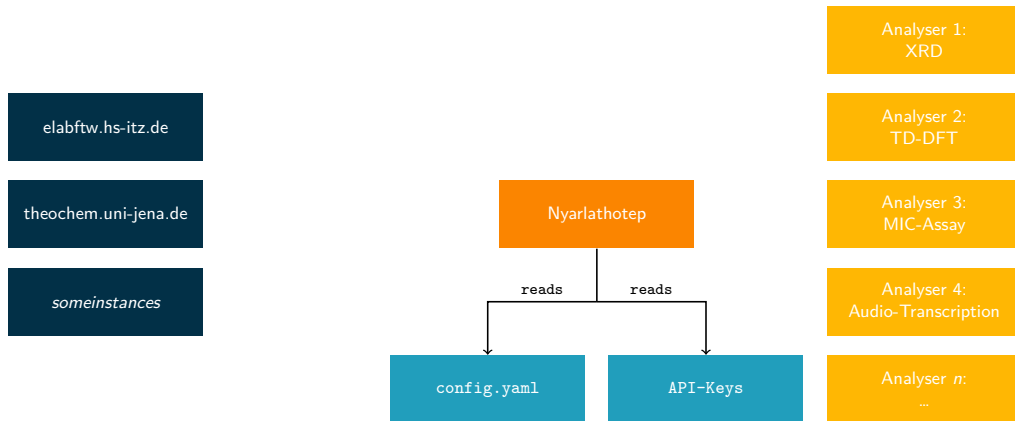 Analyser 1:
XRD
elabftw.hs-itz.de
Analyser 2:
TD-DFT
theochem.uni-jena.de
Nyarlathotep
Analyser 3:
MIC-Assay
someinstances
reads
reads
Analyser 4:
Audio-Transcription
config.yaml
API-Keys
Analyser n:
...